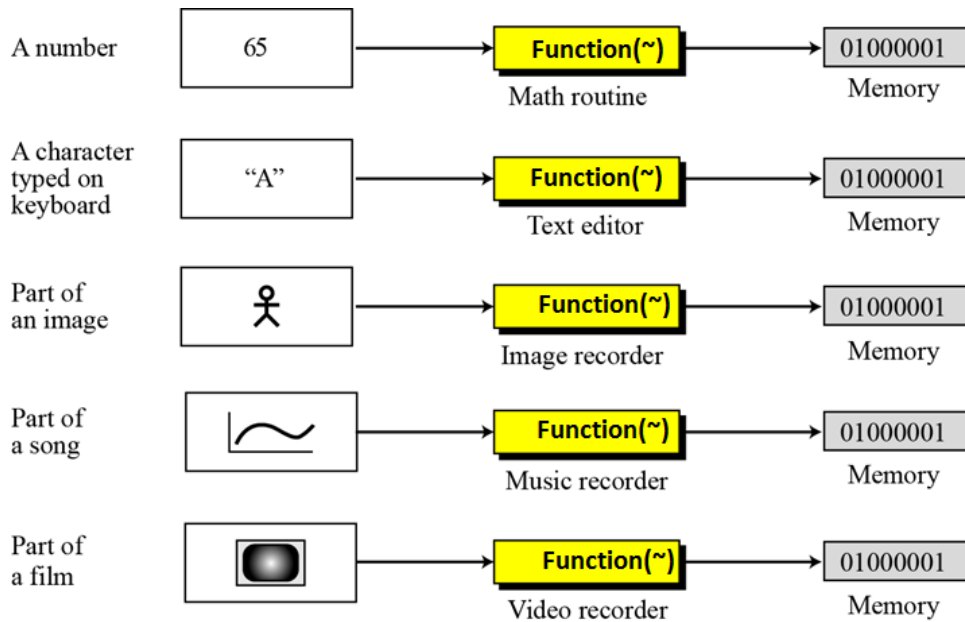 A number
65
Function(~)
01000001
Math routine
Memory
A character
typed on
keyboard
“A”
Function(~)
01000001
Text editor
Memory
Part of
an image
Function(~)
01000001
Image recorder
Memory
Part of
a song
Function(~)
01000001
Music recorder
Memory
Part of
a film
Function(~)
01000001
Video recorder
Memory